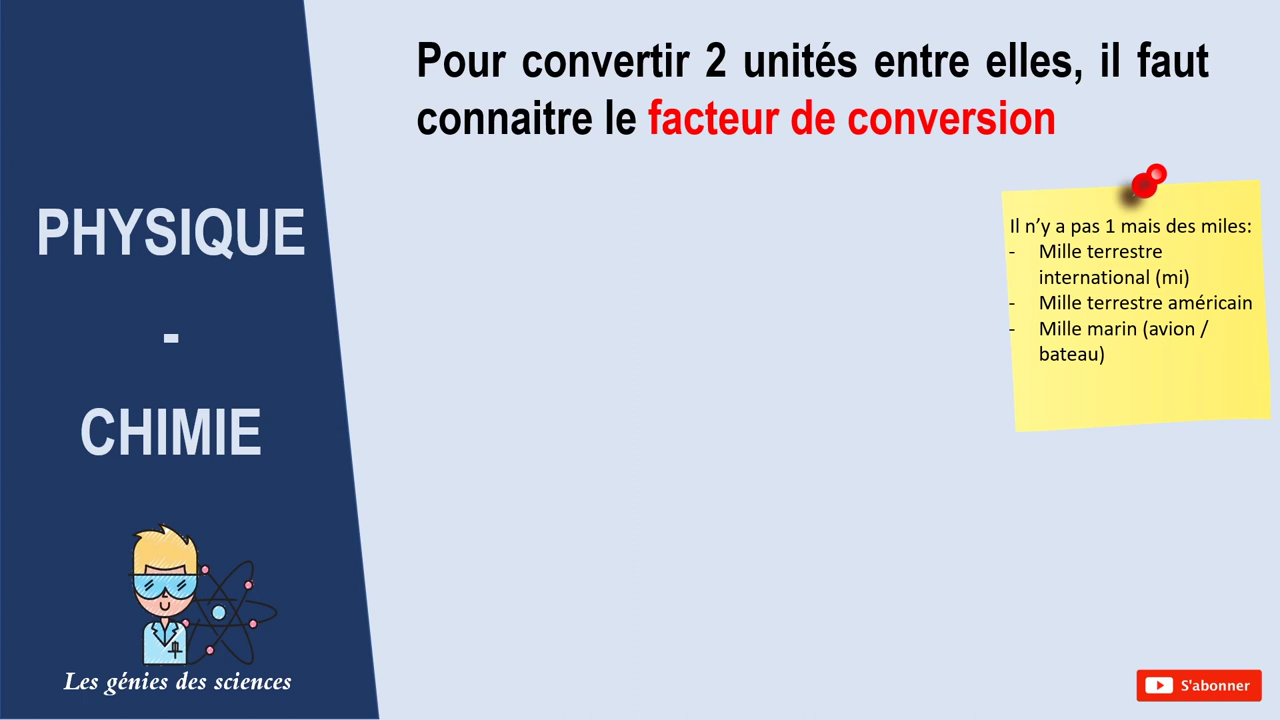 Pour convertir 2 unités entre elles, il faut
connaitre le facteur de conversion
PHYSIQUE
-
CHIMIE
Il n’y a pas 1 mais des miles:
- Mille terrestre
international (mi)
- Mille terrestre américain
- Mille marin (avion /
bateau)
Les génies des sciences
S'abonner